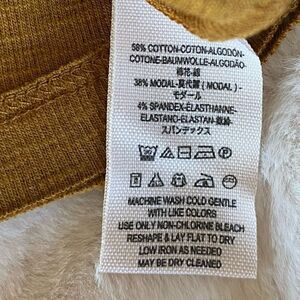 58% COTTON-COTON-ALGODÓN-
COTONE-BAUMWOLLE-ALGODÃO-
棉花-綿
38% MODAL-莫代爾 ( MODAL ) -
モダール
4% SPANDEX-ÉLASTHANNE-
ELASTANO-ELASTAN-
スパンデックス
MACHINE WASH COLD GENTLE
WITH LIKE COLORS
USE ONLY NON-CHLORINE BLEACH
RESHAPE & LAY FLAT TO DRY
LOW IRON AS NEEDED
MAY BE DRY CLEANED